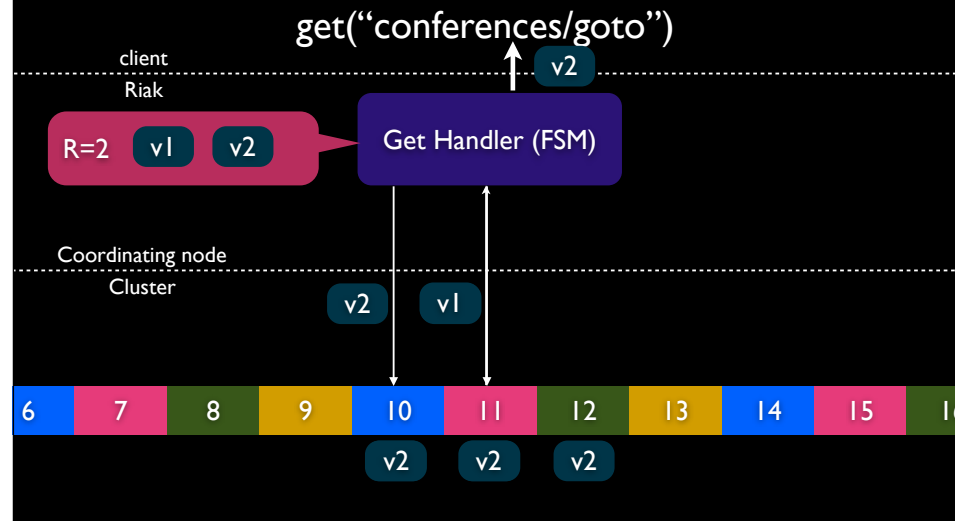 get(“conferences/goto”)
client
v2
Riak
R=2 v1 v2
Get Handler (FSM)
Coordinating node
Cluster
v2 v1
6 7 8 9 10 11 12 13 14 15 16
v2 v2 v2